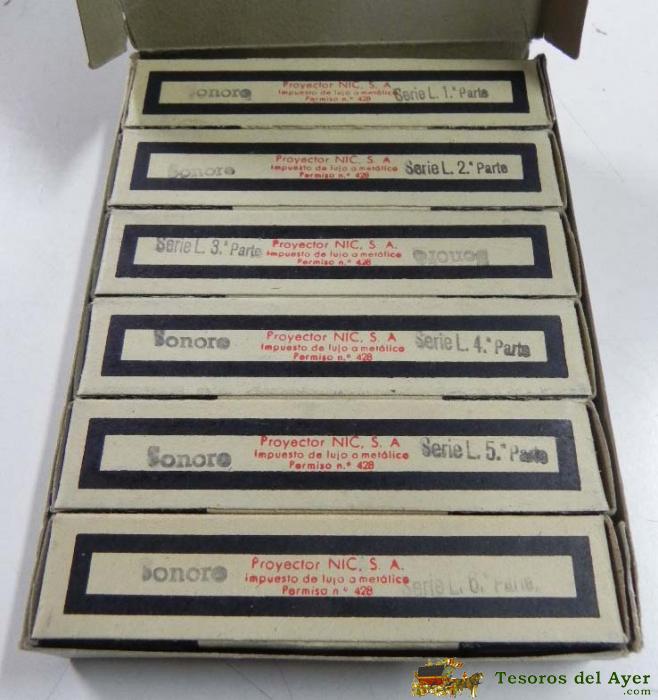 Sonoro Proyector NIC, S. A. Serie L. 1.ª Parte
Impuesto de lujo a metálico
Permiso n.º 428
Sonoro Proyector NIC, S. A. Serie L. 2.ª Parte
Impuesto de lujo a metálico
Permiso n.º 428
Serie L. 3.ª Parte Proyector NIC, S. A. Sonoro
Impuesto de lujo a metálico
Permiso n.º 428
Sonoro Proyector NIC, S. A. Serie L. 4.ª Parte
Impuesto de lujo a metálico
Permiso n.º 428
Sonoro Proyector NIC, S. A Serie L. 5.ª Parte
Impuesto de lujo a metálico
Permiso n.º 428
Sonoro Proyector NIC, S. A. Serie L. 6.ª Parte.
Impuesto de lujo a metálico
Permiso n.º 428
Tesoros del Ayer
.com